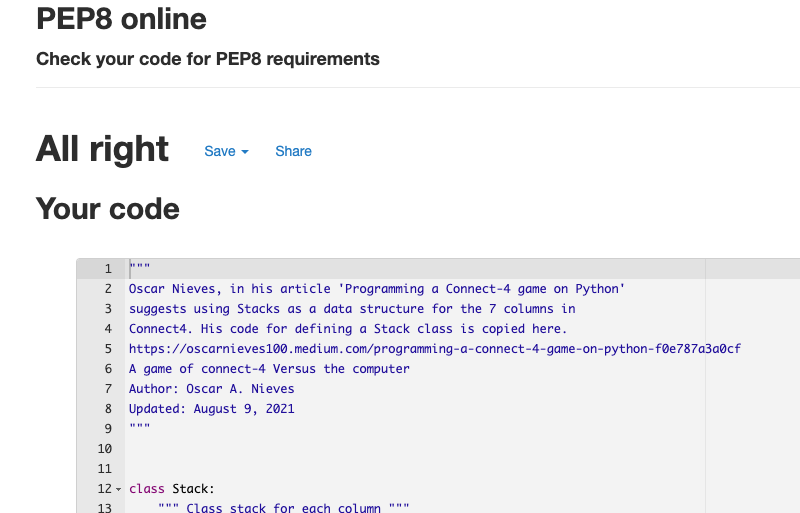 PEP8 online
Check your code for PEP8 requirements
All right Save Share
Your code
1 """
2 Oscar Nieves, in his article 'Programming a Connect-4 game on Python'
3 suggests using Stacks as a data structure for the 7 columns in
4 Connect4. His code for defining a Stack class is copied here.
5 https://oscarnieves100.medium.com/programming-a-connect-4-game-on-python-f0e787a3a0cf
6 A game of connect-4 Versus the computer
7 Author: Oscar A. Nieves
8 Updated: August 9, 2021
9 """
10
11
12 class Stack:
13 """ Class stack for each column """